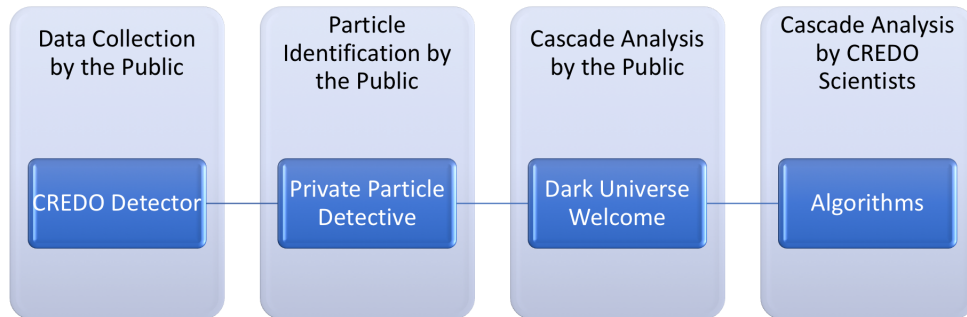 Data Collection
by the Public
CREDO Detector
Particle
Identification by
the Public
Private Particle
Detective
Cascade Analysis
by the Public
Dark Universe
Welcome
Cascade Analysis
by CREDO
Scientists
Algorithms